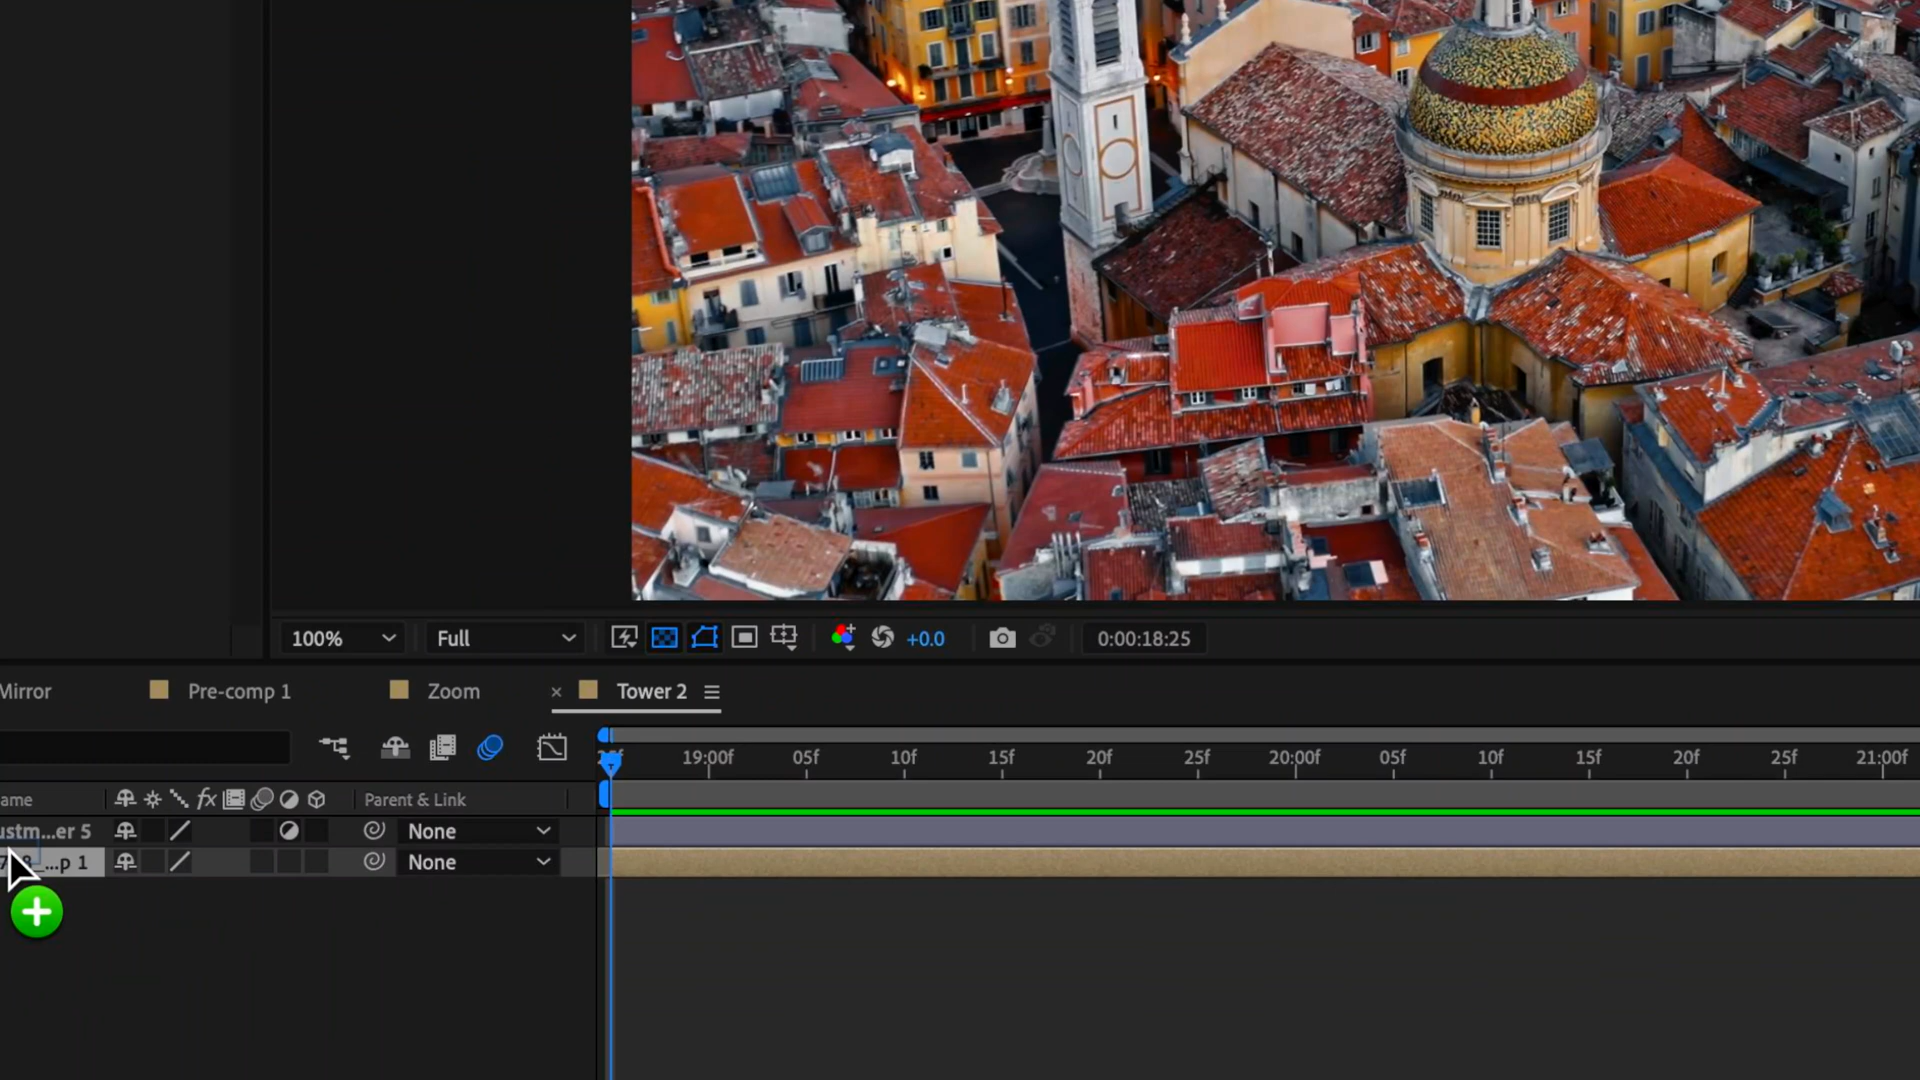 100%
Full
+0.0
0:00:18:25
Mirror
Pre-comp 1
Zoom
× Tower 2
19:00f 05f 10f 15f 20f 25f 20:00f 05f 10f 15f 20f 25f 21:00f
ame
fx
Parent & Link
ustm...er 5
None
_...p 1
None